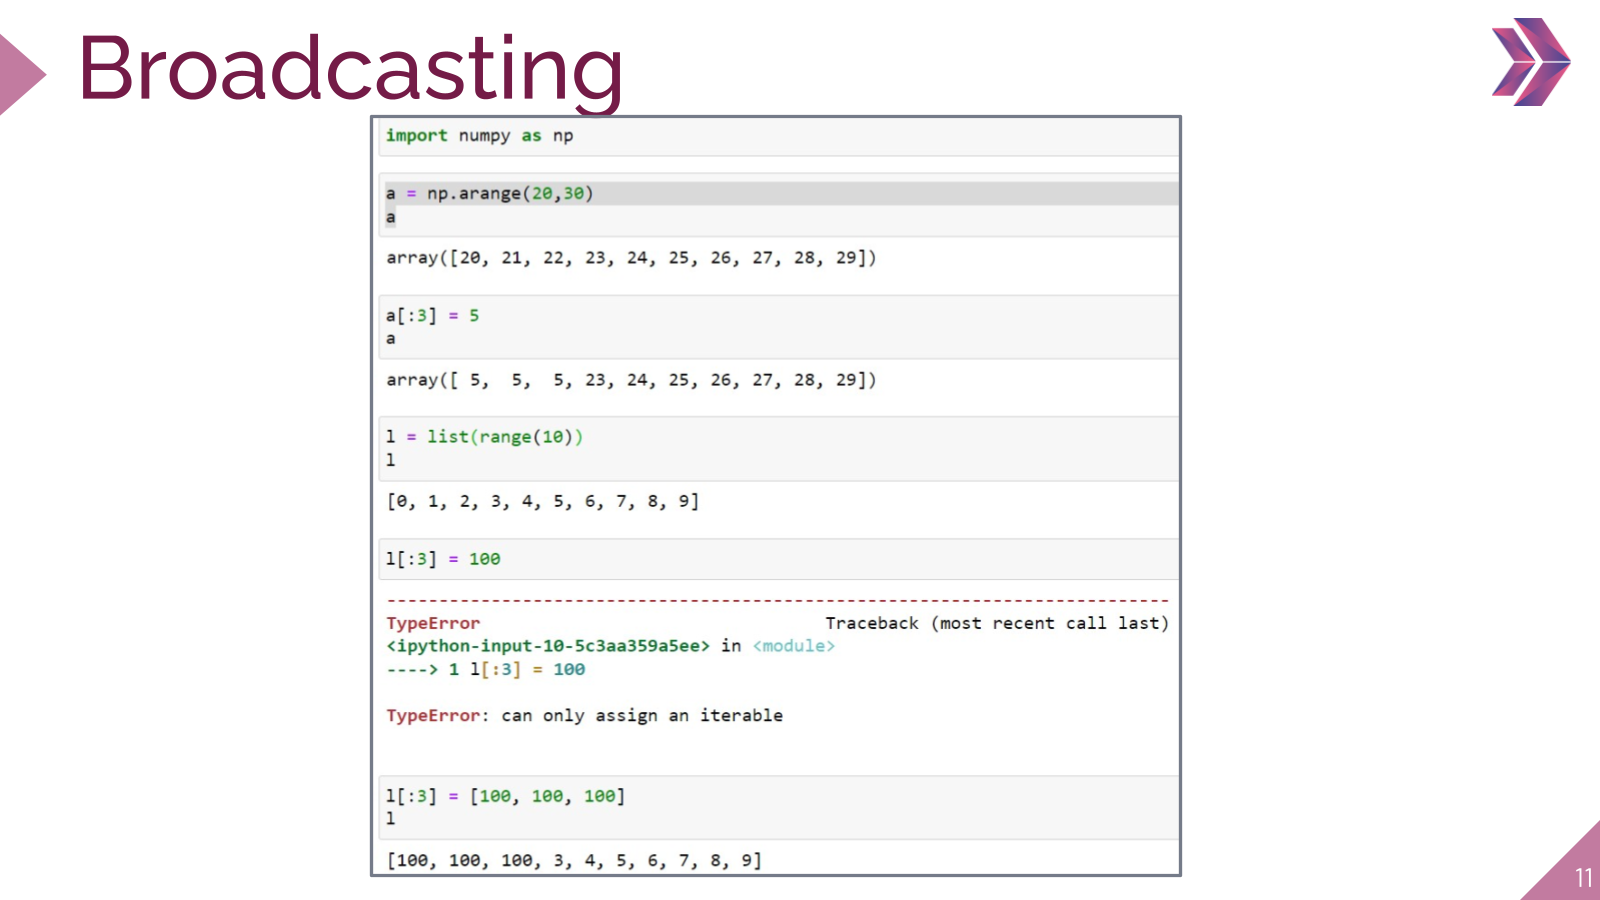 Broadcasting
import numpy as np
a = np.arange(20,30)
a
array([20, 21, 22, 23, 24, 25, 26, 27, 28, 29])
a[:3] = 5
a
array([ 5,  5,  5, 23, 24, 25, 26, 27, 28, 29])
l = list(range(10))
l
[0, 1, 2, 3, 4, 5, 6, 7, 8, 9]
l[:3] = 100
---------------------------------------------------------------------------
TypeError                                 Traceback (most recent call last)
<ipython-input-10-5c3aa359a5ee> in <module>
----> 1 l[:3] = 100
TypeError: can only assign an iterable
l[:3] = [100, 100, 100]
l
[100, 100, 100, 3, 4, 5, 6, 7, 8, 9]
11